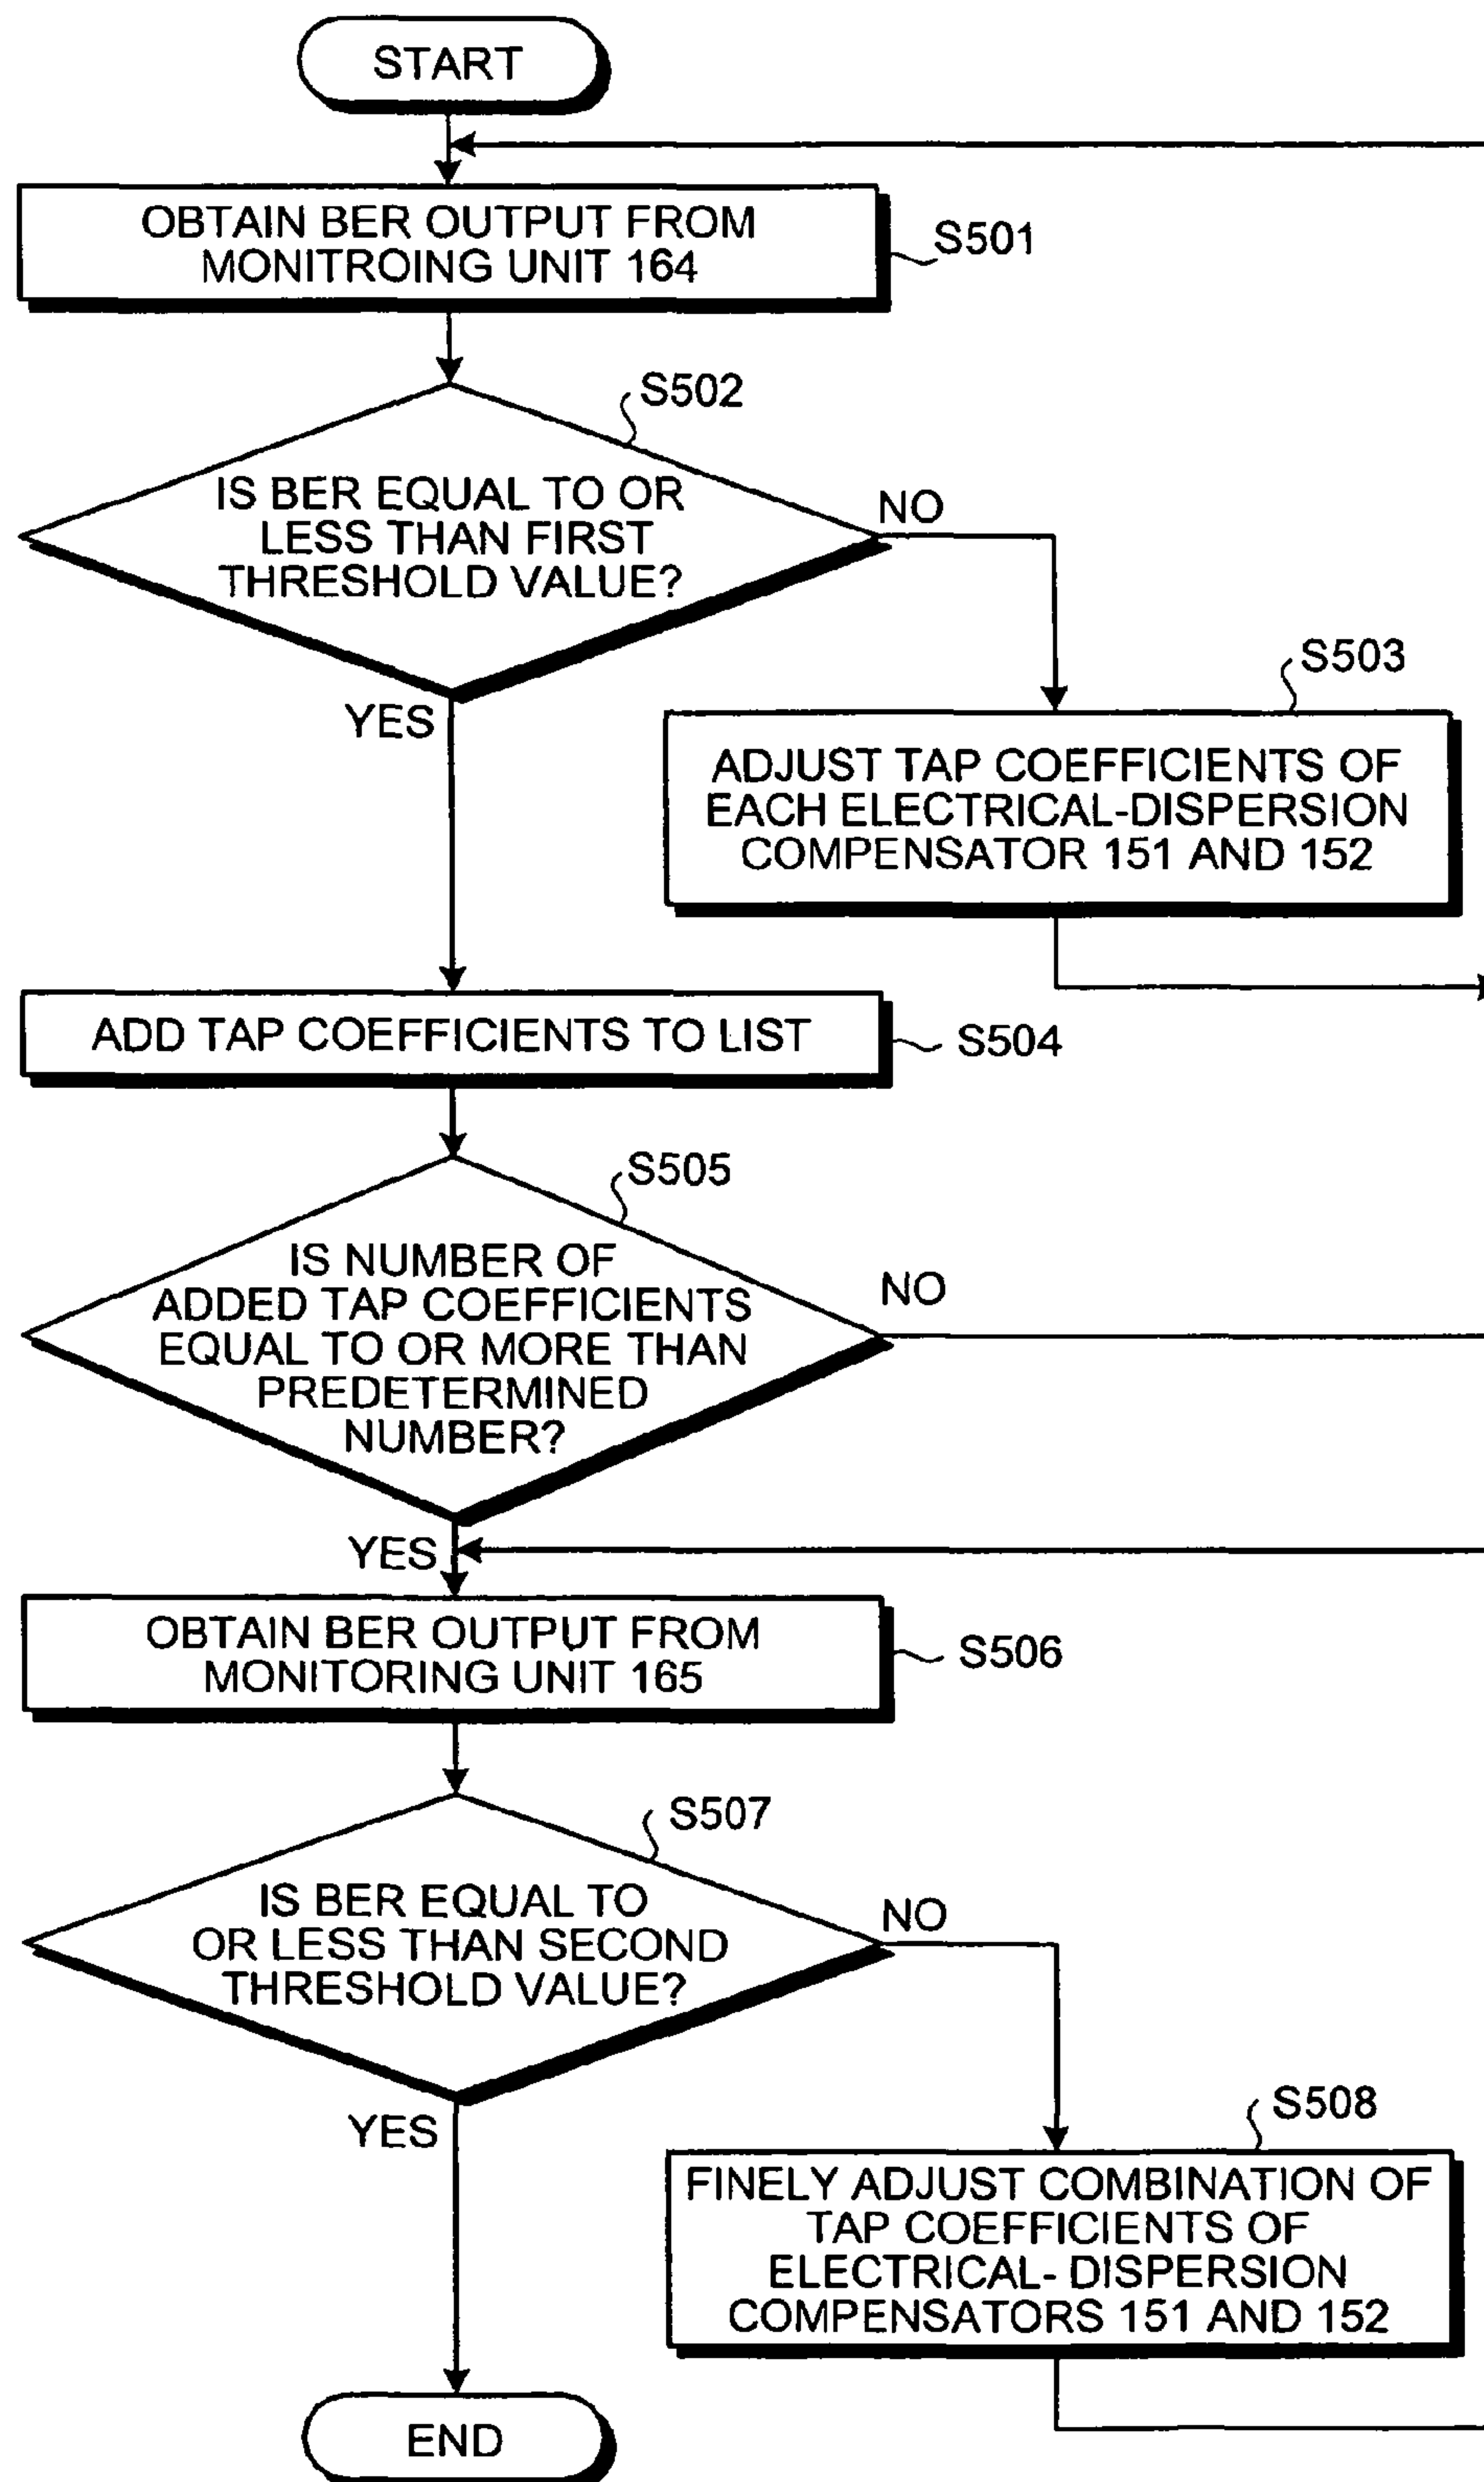 START
OBTAIN BER OUTPUT FROM
MONITROING UNIT 164
S501
S502
IS BER EQUAL TO OR
LESS THAN FIRST
THRESHOLD VALUE?
NO
YES
S503
ADJUST TAP COEFFICIENTS OF
EACH ELECTRICAL-DISPERSION
COMPENSATOR 151 AND 152
ADD TAP COEFFICIENTS TO LIST
S504
S505
IS NUMBER OF
ADDED TAP COEFFICIENTS
EQUAL TO OR MORE THAN
PREDETERMINED
NUMBER?
NO
YES
OBTAIN BER OUTPUT FROM
MONITORING UNIT 165
S506
S507
IS BER EQUAL TO
OR LESS THAN SECOND
THRESHOLD VALUE?
NO
YES
S508
FINELY ADJUST COMBINATION OF
TAP COEFFICIENTS OF
ELECTRICAL- DISPERSION
COMPENSATORS 151 AND 152
END